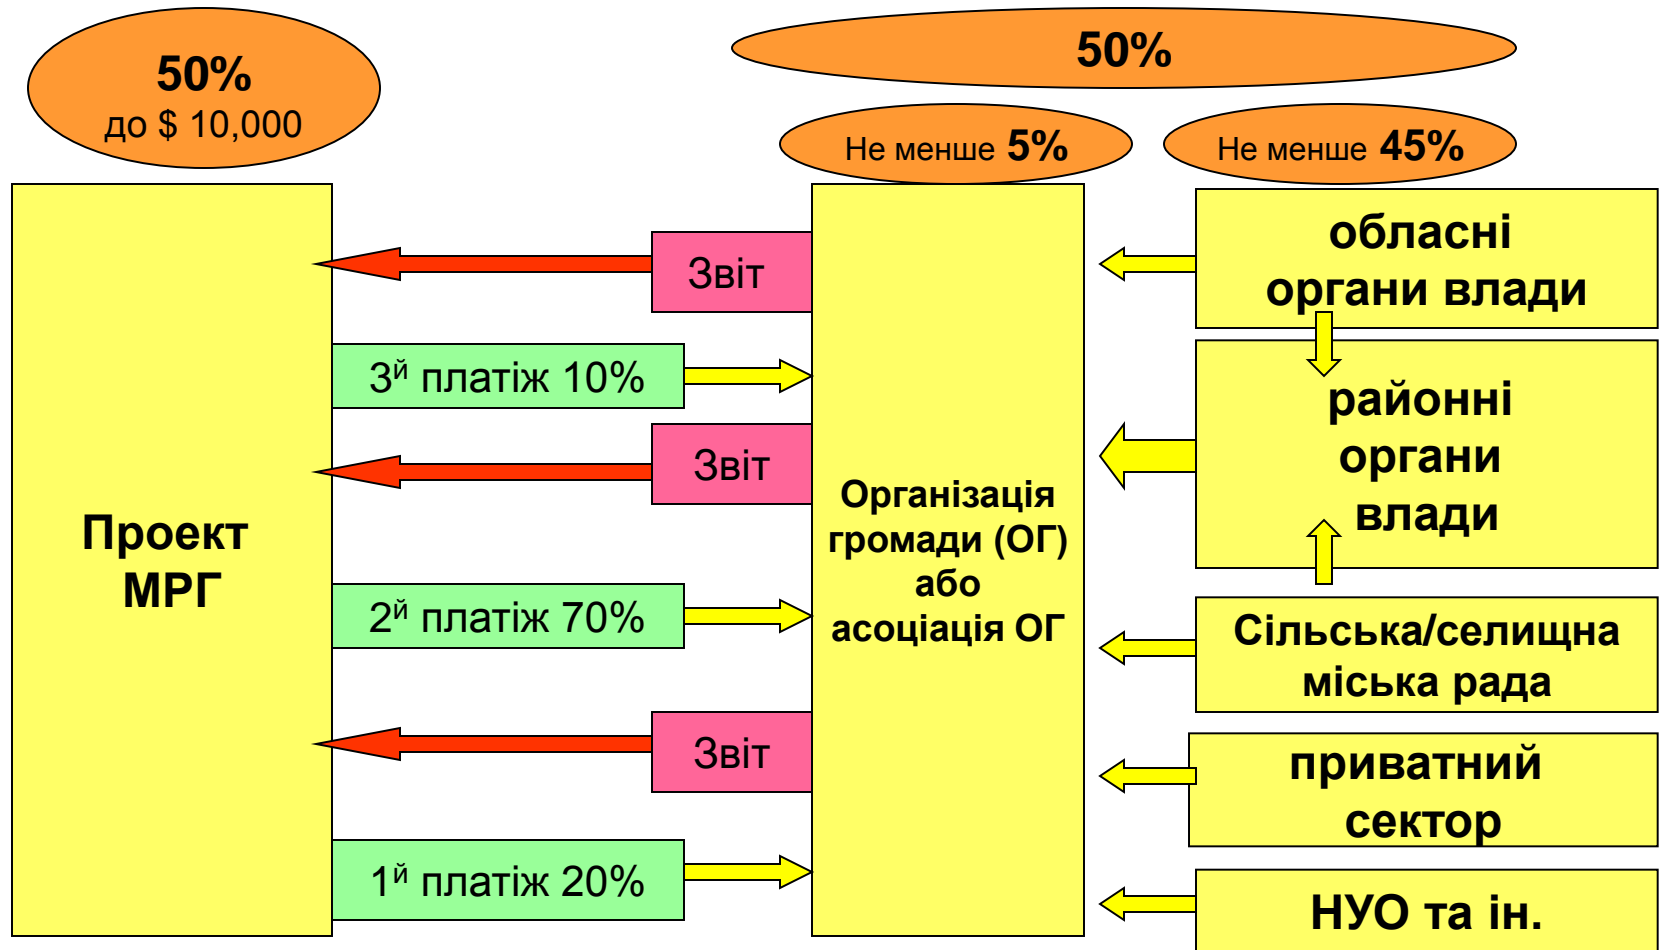 50%
до $ 10,000
50%
Не менше 5%
Не менше 45%
Проект
МРГ
Звіт
3й платіж 10%
Звіт
2й платіж 70%
Звіт
1й платіж 20%
Організація
громади (ОГ)
або
асоціація ОГ
обласні
органи влади
районні
органи
влади
Сільська/селищна
міська рада
приватний
сектор
НУО та ін.